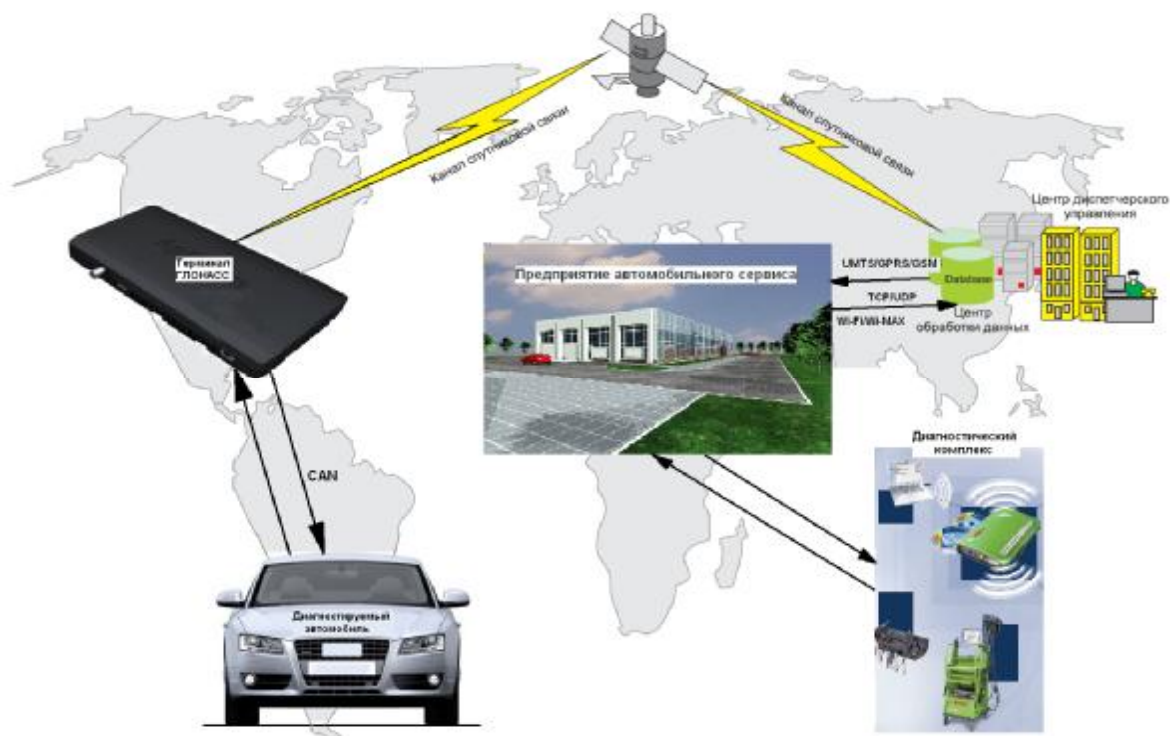 Канал спутниковой связи
Канал спутниковой связи
Центр диспетчерского
управления
Терминал
ГЛОНАСС
Предприятие автомобильного сервиса
UMTS/GPRS/GSM
Database
TCP/UDP
Wi-Fi/Wi-MAX
Центр
обработки данных
Диагностический
комплекс
CAN
Диагностируемый
автомобиль